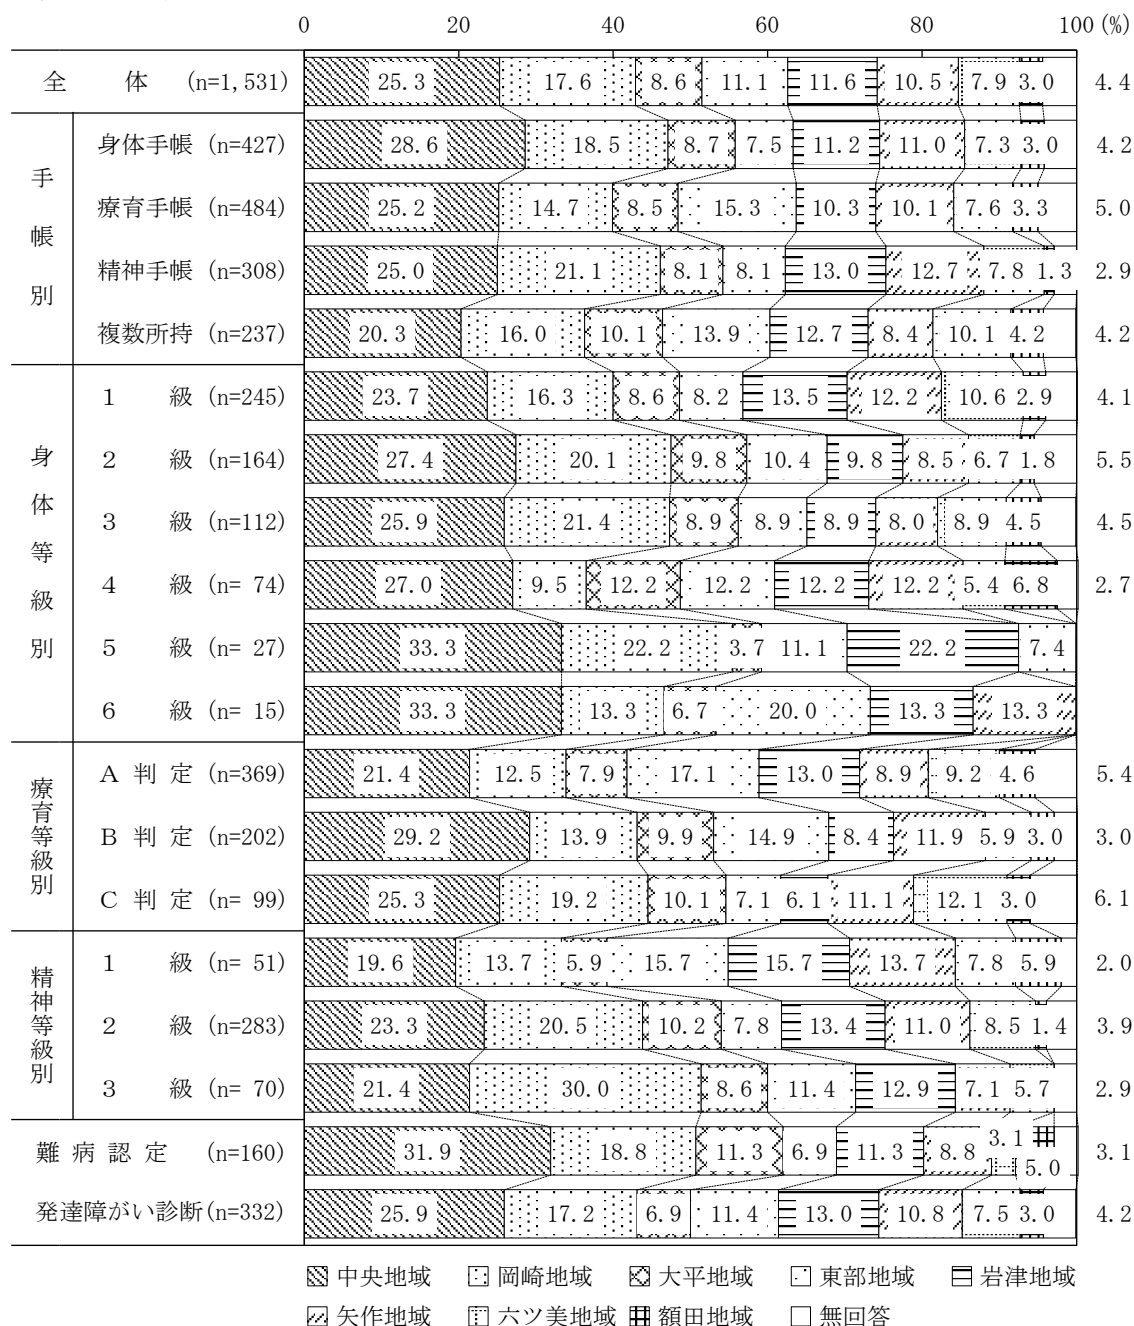 0 20 40 60 80 100 (%)
全 体 (n=1,531) 25.3 17.6 8.6 11.1 11.6 10.5 7.9 3.0 4.4
手帳別
身体手帳 (n=427) 28.6 18.5 8.7 7.5 11.2 11.0 7.3 3.0 4.2
療育手帳 (n=484) 25.2 14.7 8.5 15.3 10.3 10.1 7.6 3.3 5.0
精神手帳 (n=308) 25.0 21.1 8.1 8.1 13.0 12.7 7.8 1.3 2.9
複数所持 (n=237) 20.3 16.0 10.1 13.9 12.7 8.4 10.1 4.2 4.2
身体等級別
1 級 (n=245) 23.7 16.3 8.6 8.2 13.5 12.2 10.6 2.9 4.1
2 級 (n=164) 27.4 20.1 9.8 10.4 9.8 8.5 6.7 1.8 5.5
3 級 (n=112) 25.9 21.4 8.9 8.9 8.9 8.0 8.9 4.5 4.5
4 級 (n= 74) 27.0 9.5 12.2 12.2 12.2 12.2 5.4 6.8 2.7
5 級 (n= 27) 33.3 22.2 3.7 11.1 22.2 7.4
6 級 (n= 15) 33.3 13.3 6.7 20.0 13.3 13.3
療育等級別
A 判 定 (n=369) 21.4 12.5 7.9 17.1 13.0 8.9 9.2 4.6 5.4
B 判 定 (n=202) 29.2 13.9 9.9 14.9 8.4 11.9 5.9 3.0 3.0
C 判 定 (n= 99) 25.3 19.2 10.1 7.1 6.1 11.1 12.1 3.0 6.1
精神等級別
1 級 (n= 51) 19.6 13.7 5.9 15.7 15.7 13.7 7.8 5.9 2.0
2 級 (n=283) 23.3 20.5 10.2 7.8 13.4 11.0 8.5 1.4 3.9
3 級 (n= 70) 21.4 30.0 8.6 11.4 12.9 7.1 5.7 2.9
難 病 認 定 (n=160) 31.9 18.8 11.3 6.9 11.3 8.8 3.1 5.0 3.1
発達障がい診断(n=332) 25.9 17.2 6.9 11.4 13.0 10.8 7.5 3.0 4.2
中央地域 岡崎地域 大平地域 東部地域 岩津地域
矢作地域 六ツ美地域 額田地域 無回答